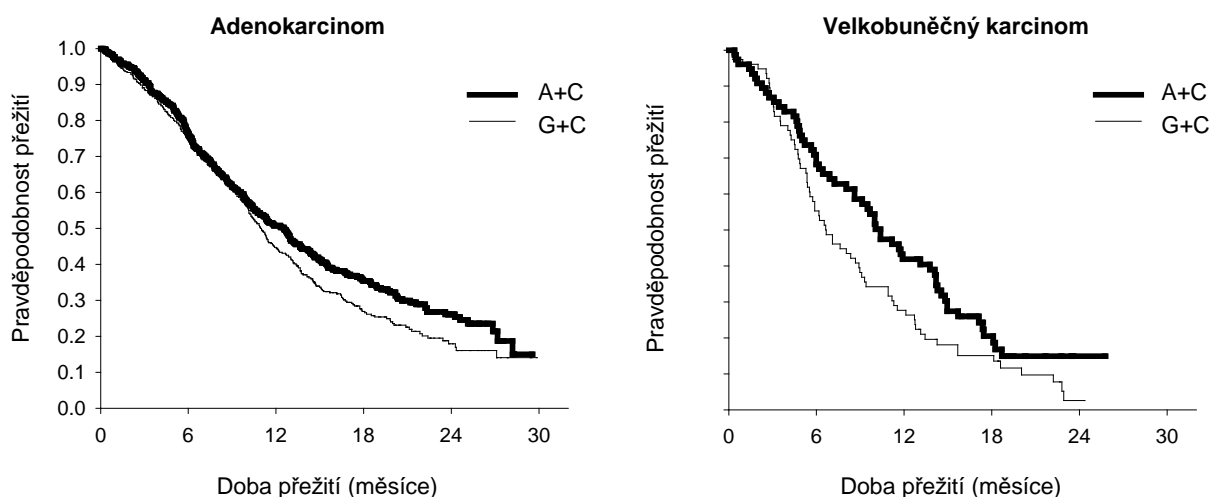 Adenokarcinom
Pravděpodobnost přežití
1.0
0.9
0.8
0.7
0.6
0.5
0.4
0.3
0.2
0.1
0.0
0
6
12
18
24
30
A+C
G+C
Doba přežití (měsíce)
Velkobuněčný karcinom
Pravděpodobnost přežití
0
6
12
18
24
30
A+C
G+C
Doba přežití (měsíce)